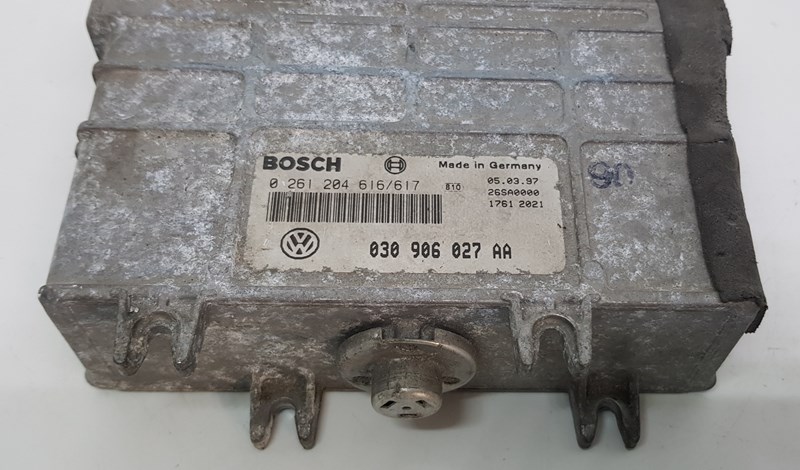 BOSCH Made in Germany
0 261 204 616/617 B10 05.03.97
26SA0000
1761 2021
030 906 027 AA